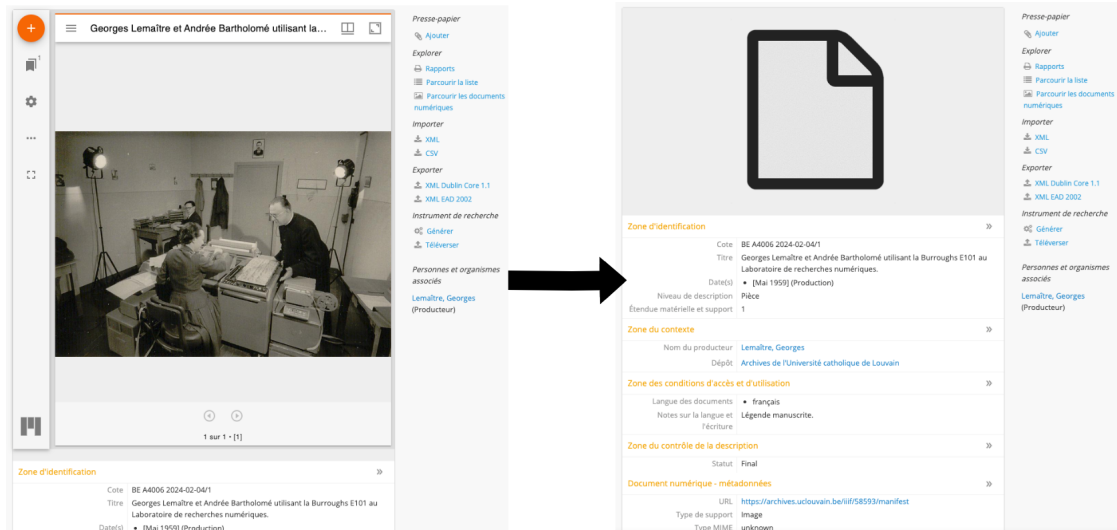 Georges Lemaître et Andrée Bartholomé utilisant la...
1
1 sur 1 • [1]
Zone d'identification »
Cote BE A4006 2024-02-04/1
Titre Georges Lemaître et Andrée Bartholomé utilisant la Burroughs E101 au
Laboratoire de recherches numériques.
Date(s) • [Mai 1959] (Production)
Presse-papier
Ajouter
Explorer
Rapports
Parcourir la liste
Parcourir les documents
numériques
Importer
XML
CSV
Exporter
XML Dublin Core 1.1
XML EAD 2002
Instrument de recherche
Générer
Téléverser
Personnes et organismes
associés
Lemaître, Georges
(Producteur)
Zone d'identification »
Cote BE A4006 2024-02-04/1
Titre Georges Lemaître et Andrée Bartholomé utilisant la Burroughs E101 au
Laboratoire de recherches numériques.
Date(s) • [Mai 1959] (Production)
Niveau de description Pièce
Étendue matérielle et support 1
Zone du contexte »
Nom du producteur Lemaître, Georges
Dépôt Archives de l'Université catholique de Louvain
Zone des conditions d'accès et d'utilisation »
Langue des documents • français
Notes sur la langue et Légende manuscrite.
l'écriture
Zone du contrôle de la description »
Statut Final
Document numérique - métadonnées »
URL https://archives.uclouvain.be/iiif/58593/manifest
Type de support Image
Type MIME unknown
Presse-papier
Ajouter
Explorer
Rapports
Parcourir la liste
Parcourir les documents
numériques
Importer
XML
CSV
Exporter
XML Dublin Core 1.1
XML EAD 2002
Instrument de recherche
Générer
Téléverser
Personnes et organismes
associés
Lemaître, Georges
(Producteur)